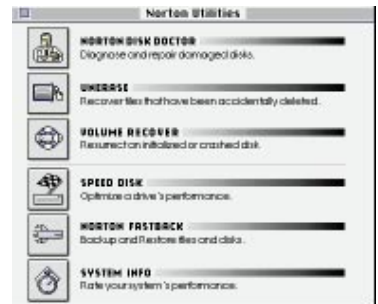 Norton Utilities
NORTON DISK DOCTOR
Diagnose and repair damaged disks.
UNERASE
Recover files that have been accidentally deleted.
VOLUME RECOVER
Resurrect an initialized or crashed disk.
SPEED DISK
Optimize a drive's performance.
NORTON FASTBACK
Backup and Restore files and disks.
SYSTEM INFO
Rate your system's performance.